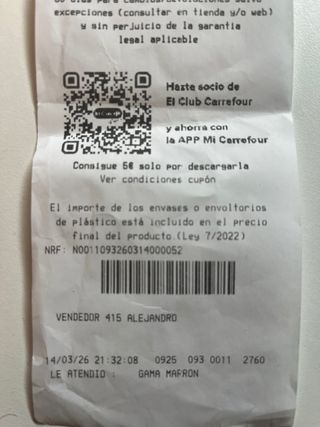 excepciones (consultar en tienda y/o web)
y sin perjuicio de la garantía
legal aplicable
Hazte socio de
El Club Carrefour
y ahorra con
la APP Mi Carrefour
Consigue 5€ solo por descargarla
Ver condiciones cupón
El importe de los envases o envoltorios
de plástico está incluido en el precio
final del producto.(Ley 7/2022)
NRF: N0011093260314000052
VENDEDOR 415 ALEJANDRO
14/03/26 21:32:08 0925 093 0011 2760
LE ATENDIO : GAMA MARRON